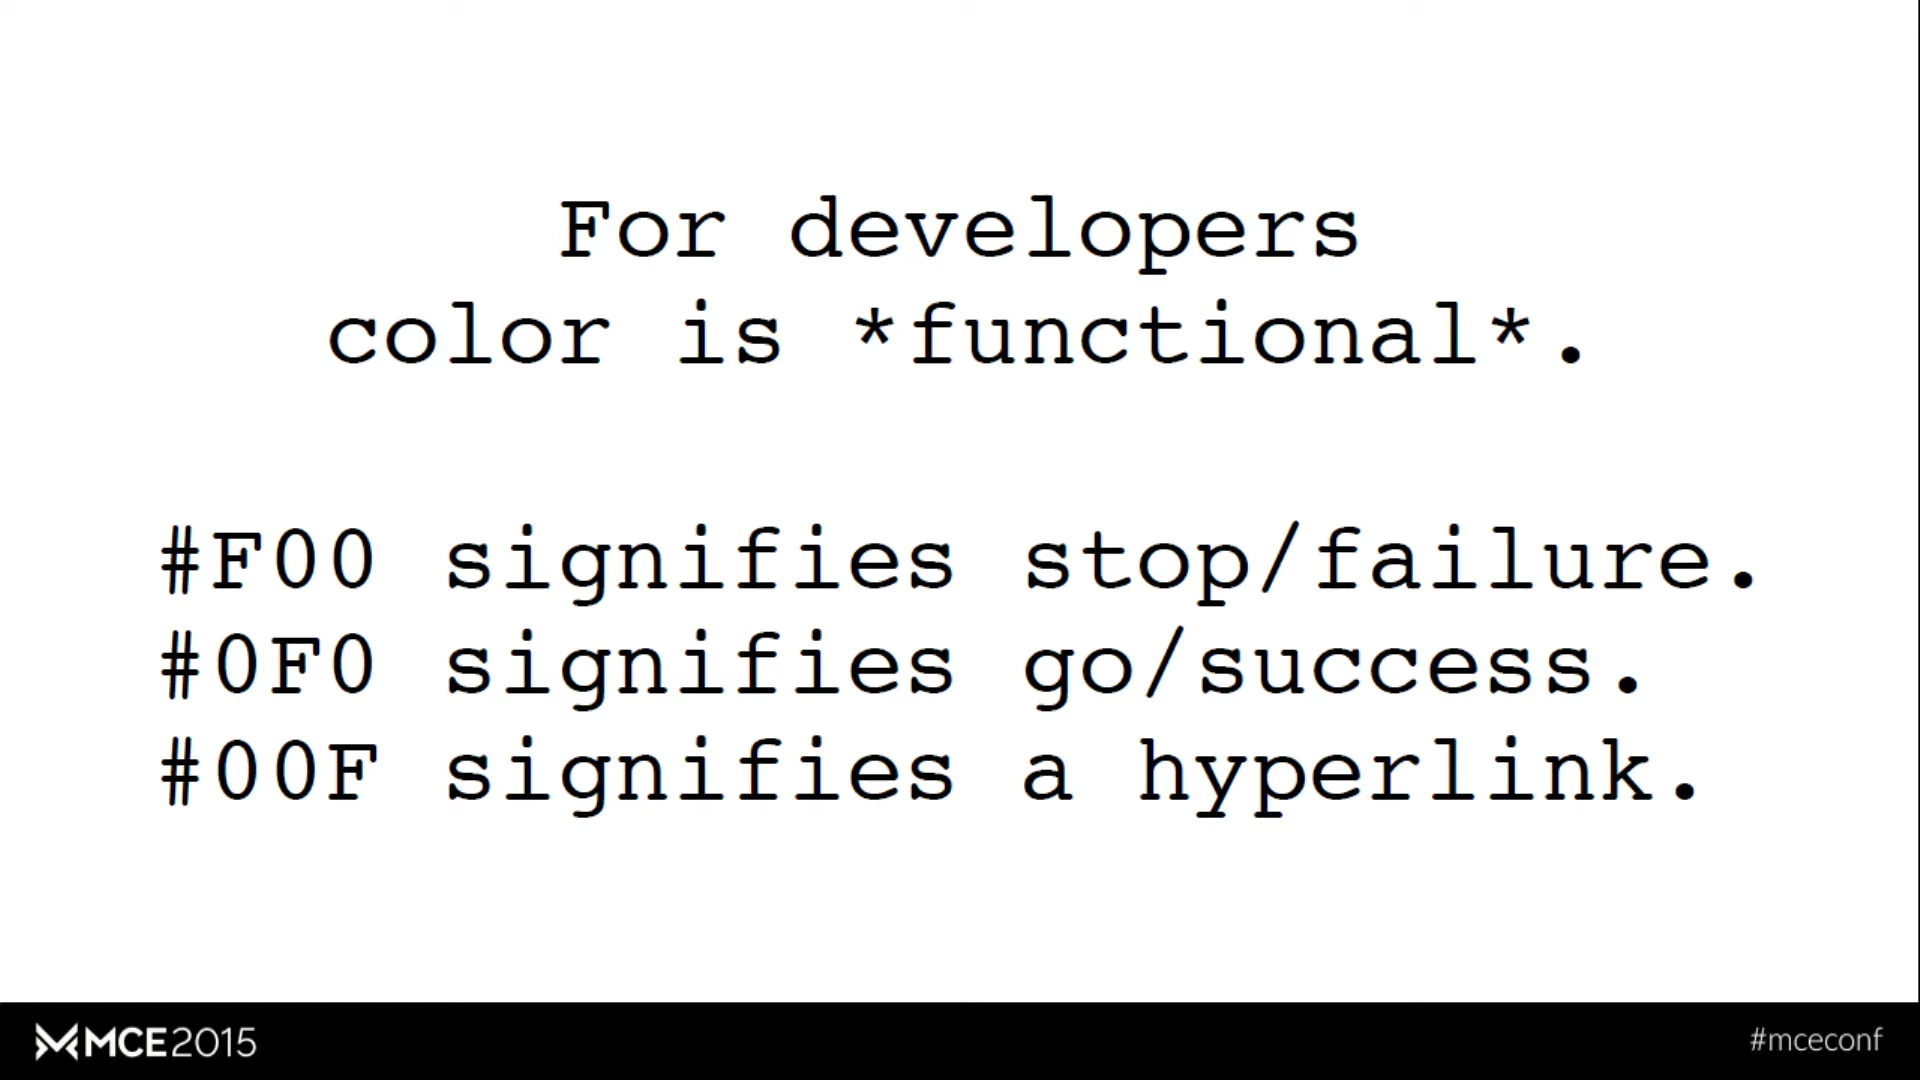 For developers
color is *functional*.
#F00 signifies stop/failure.
#0F0 signifies go/success.
#00F signifies a hyperlink.
MCE2015
#mceconf